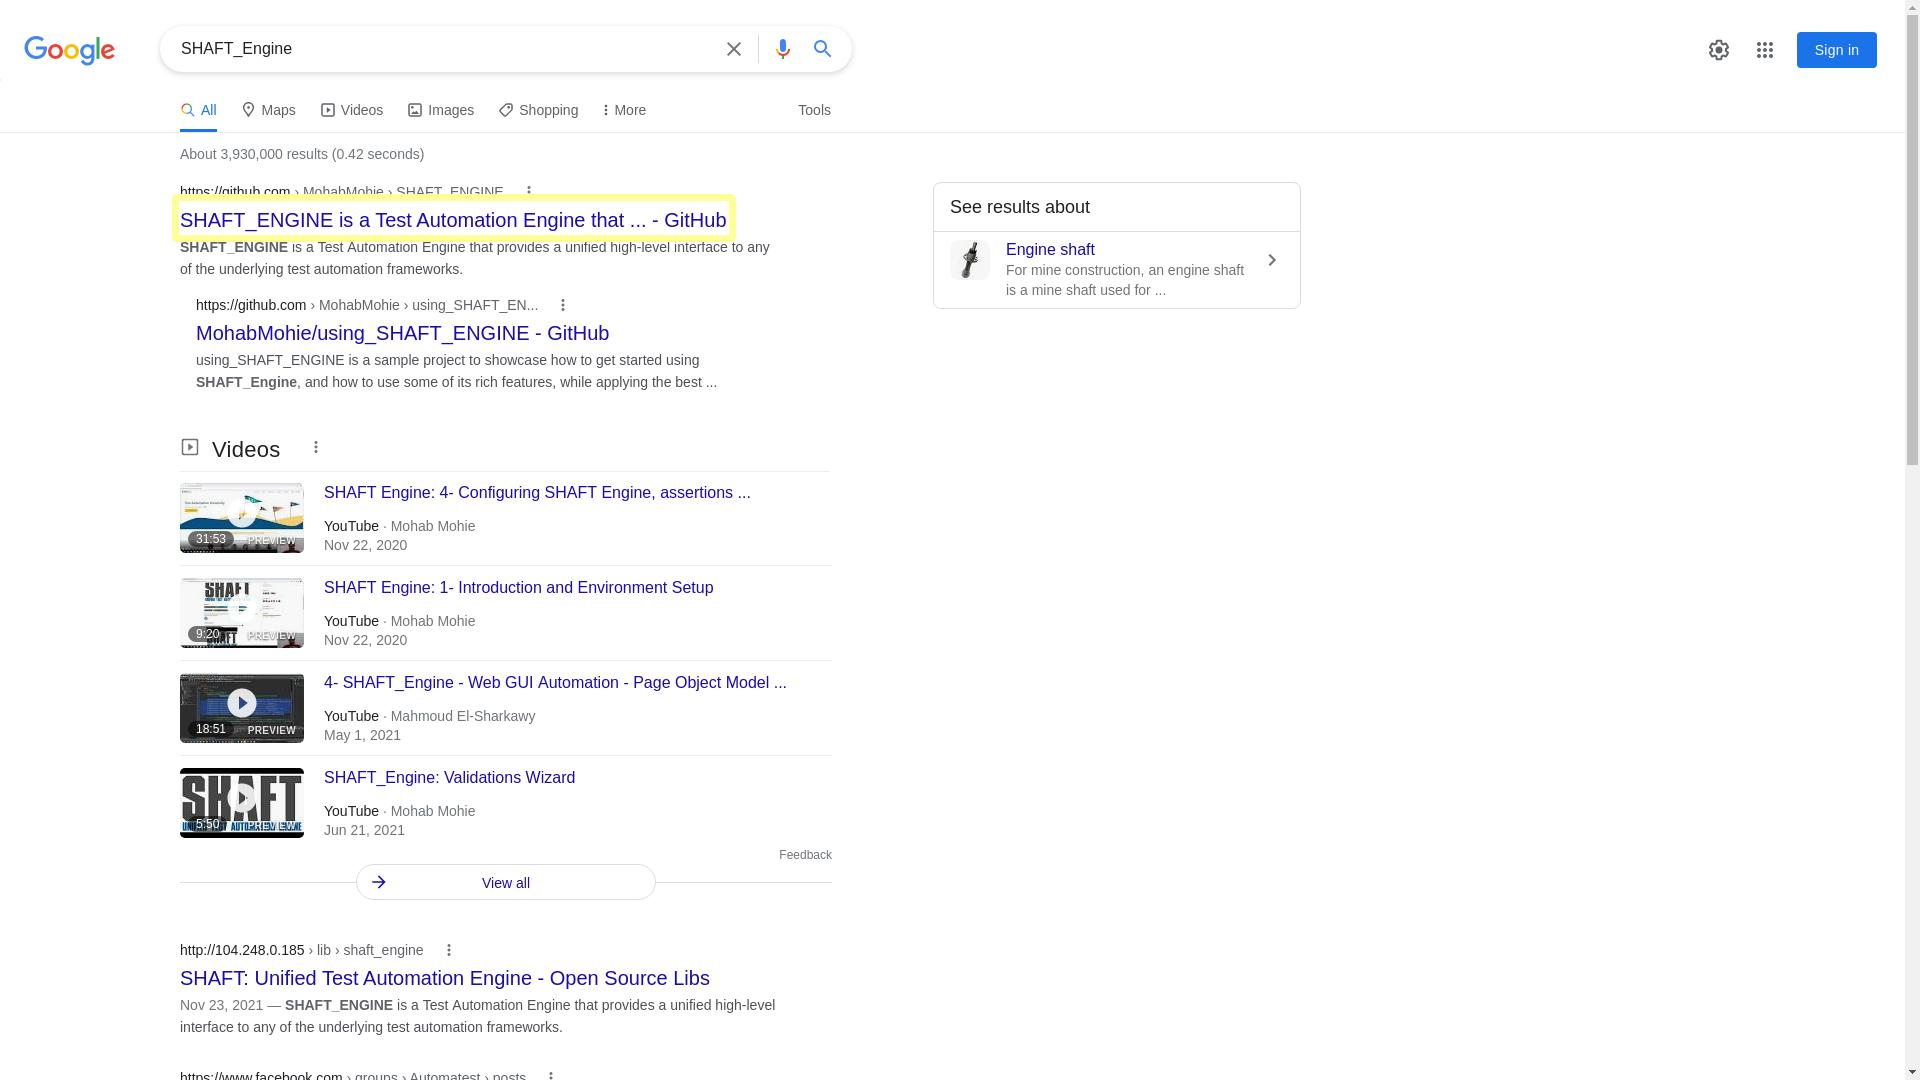 Google
SHAFT_Engine
Sign in
All
Maps
Videos
Images
Shopping
More
Tools
About 3,930,000 results (0.42 seconds)
https://github.com › MohabMohie › SHAFT_ENGINE
SHAFT_ENGINE is a Test Automation Engine that ... - GitHub
SHAFT_ENGINE is a Test Automation Engine that provides a unified high-level interface to any
of the underlying test automation frameworks.
https://github.com › MohabMohie › using_SHAFT_EN...
MohabMohie/using_SHAFT_ENGINE - GitHub
using_SHAFT_ENGINE is a sample project to showcase how to get started using
SHAFT_Engine, and how to use some of its rich features, while applying the best ...
See results about
Engine shaft
For mine construction, an engine shaft
is a mine shaft used for ...
Videos
31:53
PREVIEW
SHAFT Engine: 4- Configuring SHAFT Engine, assertions ...
YouTube · Mohab Mohie
Nov 22, 2020
SHAFT
9:20
PREVIEW
SHAFT Engine: 1- Introduction and Environment Setup
YouTube · Mohab Mohie
Nov 22, 2020
18:51
PREVIEW
4- SHAFT_Engine - Web GUI Automation - Page Object Model ...
YouTube · Mahmoud El-Sharkawy
May 1, 2021
SHAFT
5:50
PREVIEW
SHAFT_Engine: Validations Wizard
YouTube · Mohab Mohie
Jun 21, 2021
Feedback
View all
http://104.248.0.185 › lib › shaft_engine
SHAFT: Unified Test Automation Engine - Open Source Libs
Nov 23, 2021 — SHAFT_ENGINE is a Test Automation Engine that provides a unified high-level
interface to any of the underlying test automation frameworks.
https://www.facebook.com › groups › Automatest › posts